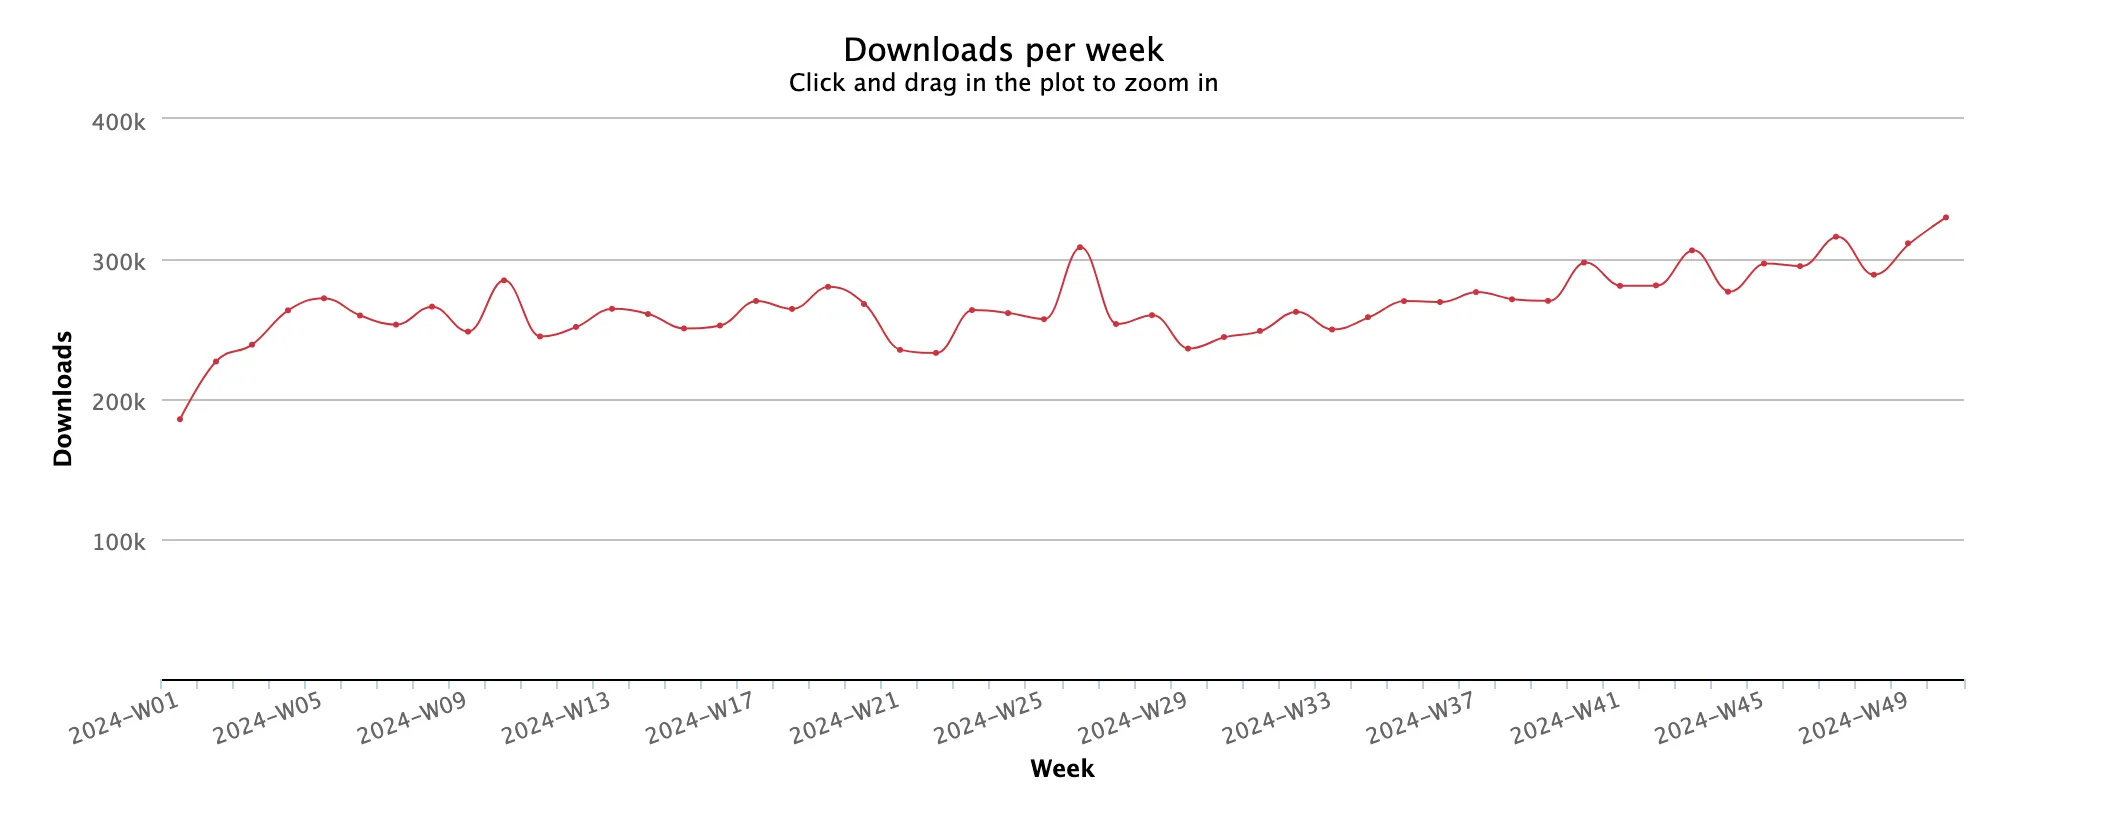 Downloads per week
Click and drag in the plot to zoom in
400k
300k
200k
100k
Downloads
2024–W01
2024–W05
2024–W09
2024–W13
2024–W17
2024–W21
2024–W25
2024–W29
2024–W33
2024–W37
2024–W41
2024–W45
2024–W49
Week